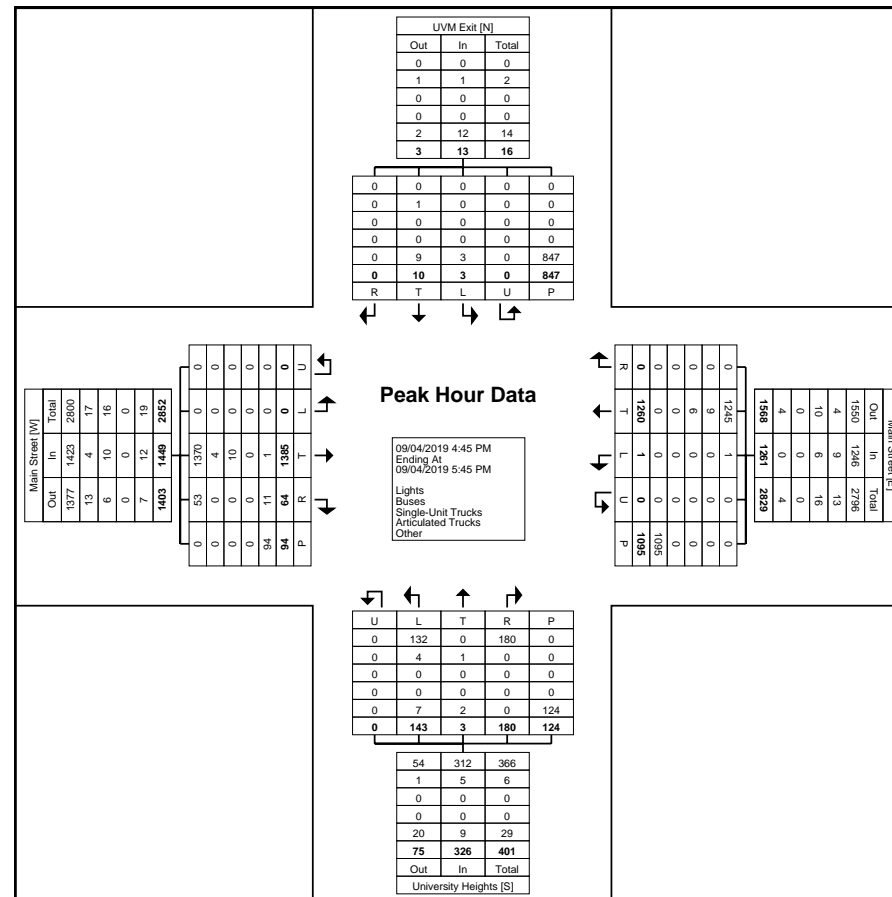 UVM Exit [N]
Out In Total
0 0 0
1 1 2
0 0 0
0 0 0
2 12 14
3 13 16
0 0 0 0 0
0 1 0 0 0
0 0 0 0 0
0 0 0 0 0
0 9 3 0 847
0 10 3 0 847
R T L U P
Main Street [W]
Out In Total
1377 1423 2800
13 4 17
6 10 16
0 0 0
7 12 19
1403 1449 2852
0 53 1370 0 0
0 0 4 0 0
0 0 10 0 0
0 0 0 0 0
94 11 1 0 0
94 64 1385 0 0
P R T L U
Peak Hour Data
09/04/2019 4:45 PM
Ending At
09/04/2019 5:45 PM
Lights
Buses
Single-Unit Trucks
Articulated Trucks
Other
Main Street [E]
Out In Total
1550 1246 2796
4 9 13
10 6 16
0 0 0
4 0 4
1568 1261 2829
0 1245 1 0 0
0 9 0 0 0
0 6 0 0 0
0 0 0 0 0
0 0 0 0 1095
0 1260 1 0 1095
R T L U P
U L T R P
0 132 0 180 0
0 4 1 0 0
0 0 0 0 0
0 0 0 0 0
0 7 2 0 124
0 143 3 180 124
54 312 366
1 5 6
0 0 0
0 0 0
20 9 29
75 326 401
Out In Total
University Heights [S]